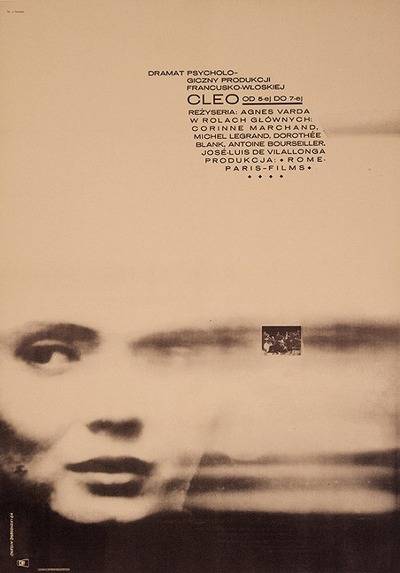 DRAMAT PSYCHOLO-
GICZNY PRODUKCJI
FRANCUSKO-WŁOSKIEJ
CLEO OD 5-ej DO 7-ej
REŻYSERIA: AGNES VARDA
W ROLACH GŁÓWNYCH:
CORINNE MARCHAND,
MICHEL LEGRAND, DOROTHÉE
BLANK, ANTOINE BOURSEILLER,
JOSÉ-LUIS DE VILALLONGA
PRODUKCJA: ◆ ROME-
PARIS-FILMS ◆
◆ ◆ ◆ ◆